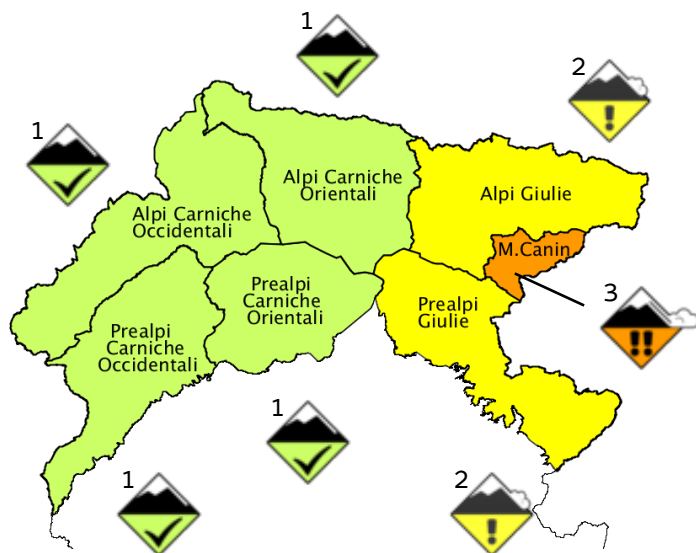 1
2
1
Alpi Carniche
Orientali
Alpi Giulie
Alpi Carniche
Occidentali
M.Canin
Prealpi
Carniche
Orientali
3
Prealpi
Giulie
Prealpi
Carniche
Occidentali
1
1
2